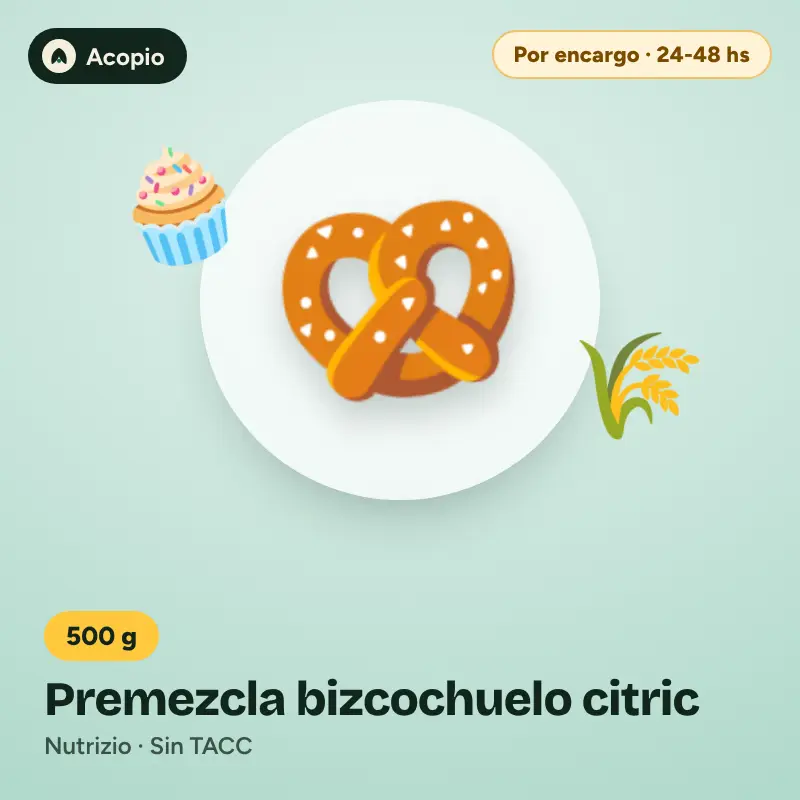 Acopio
Por encargo · 24-48 hs
500 g
Premezcla bizcochuelo citric
Nutrizio · Sin TACC